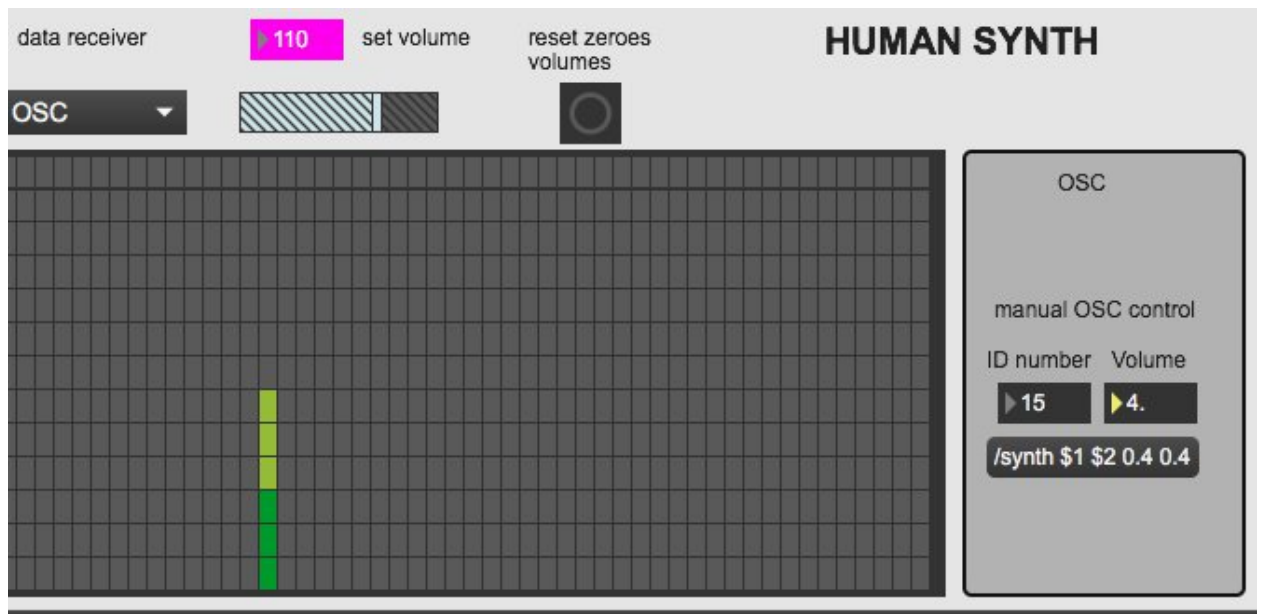 data receiver
110
set volume
reset zeroes
volumes
HUMAN SYNTH
OSC
OSC
manual OSC control
ID number Volume
15 4.
/synth $1 $2 0.4 0.4